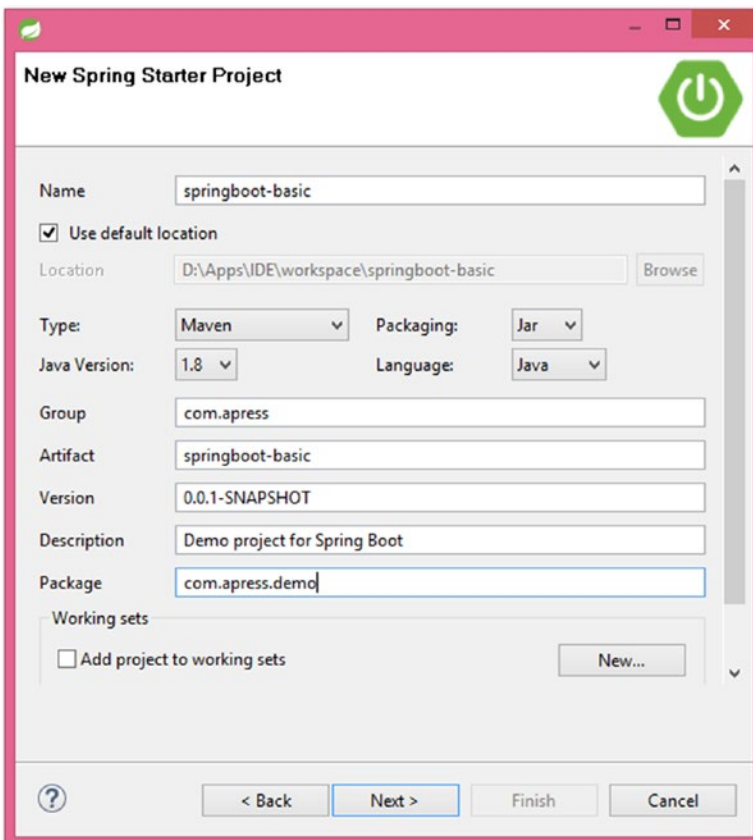 New Spring Starter Project
Name springboot-basic
Use default location
Location D:\Apps\IDE\workspace\springboot-basic Browse
Type: Maven Packaging: Jar
Java Version: 1.8 Language: Java
Group com.apress
Artifact springboot-basic
Version 0.0.1-SNAPSHOT
Description Demo project for Spring Boot
Package com.apress.demo
Working sets
Add project to working sets New...
? < Back Next > Finish Cancel